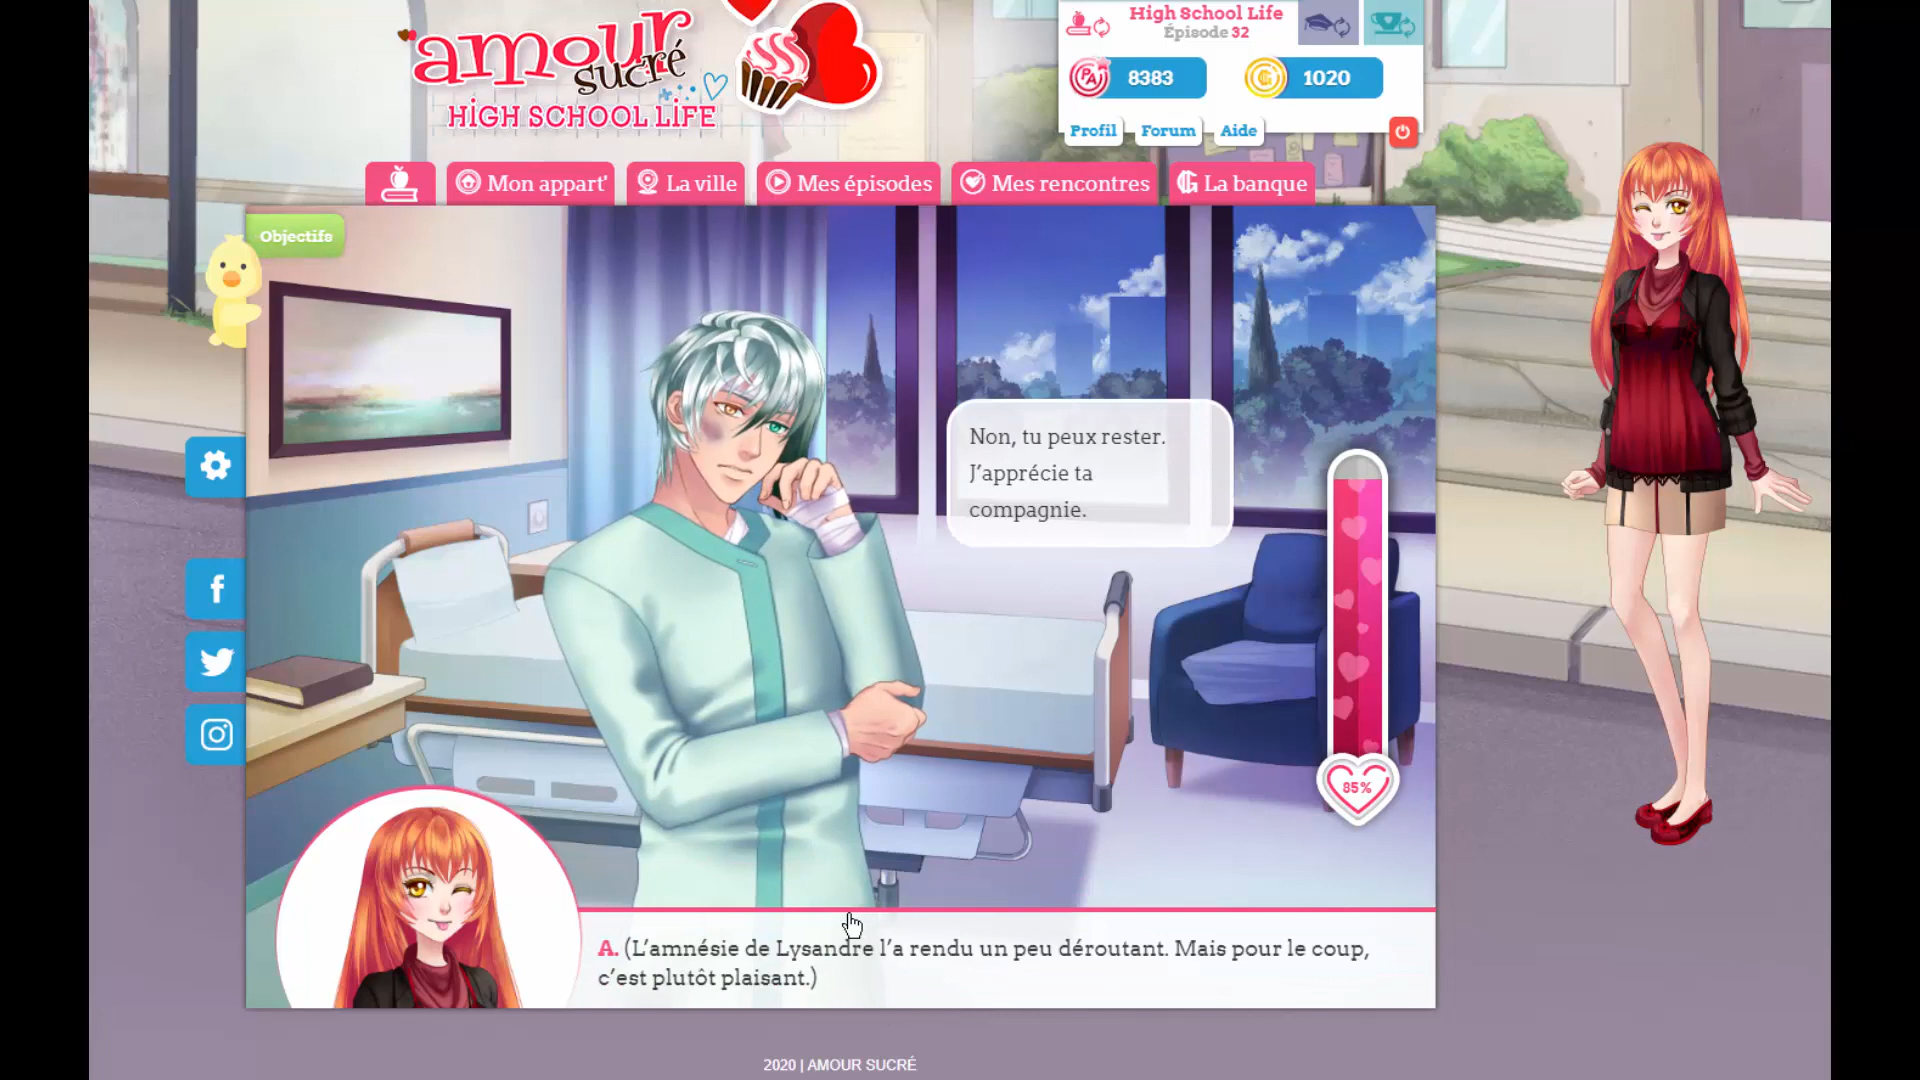 amour
sucré
HIGH SCHOOL LIFE
High School Life
Épisode 32
PA
8383
1020
Profil
Forum
Aide
Mon appart'
La ville
Mes épisodes
Mes rencontres
La banque
Objectifs
Non, tu peux rester.
J'apprécie ta
compagnie.
85%
A. (L'amnésie de Lysandre l'a rendu un peu déroutant. Mais pour le coup,
c'est plutôt plaisant.)
2020 | AMOUR SUCRÉ